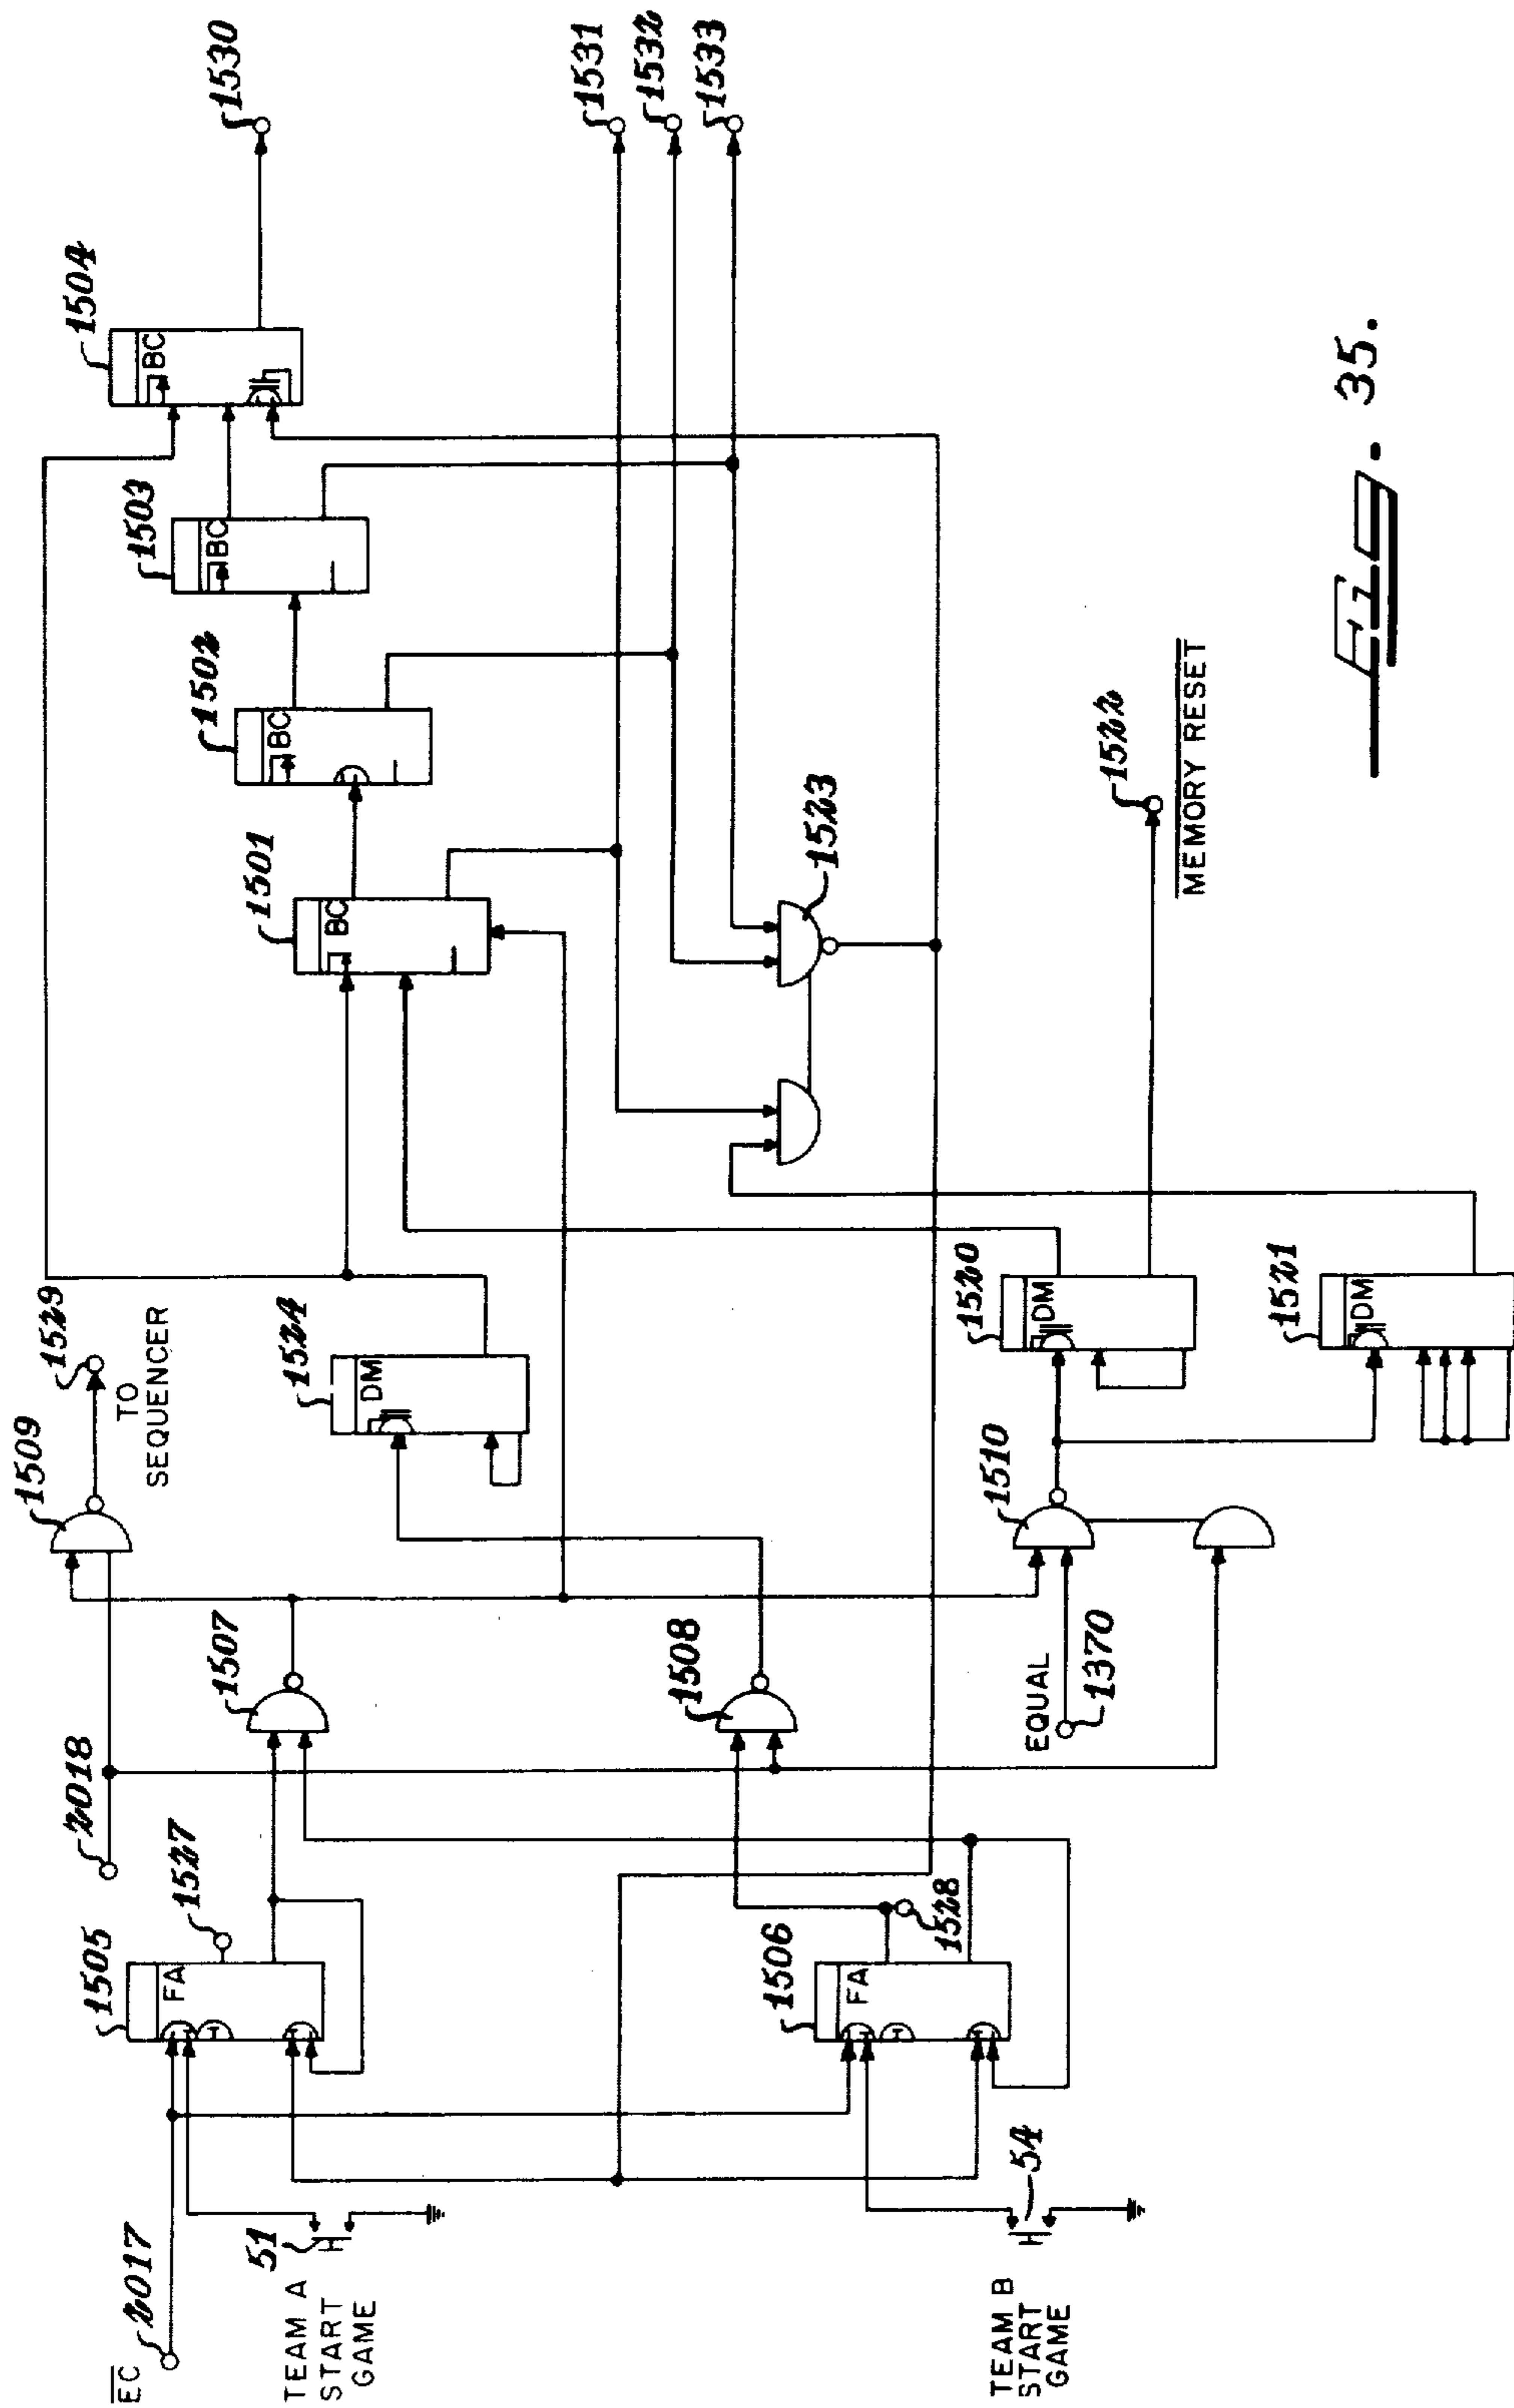 EC
2017
51
TEAM A
START
GAME
TEAM B
START
GAME
54
1505
FA
1527
2018
1506
FA
1528
1507
1508
EQUAL
1370
1509
1529
TO
SEQUENCER
1524
DM
1510
1520
DM
1521
DM
1501
BC
1502
BC
1503
BC
1504
BC
1523
1522
MEMORY RESET
1530
1531
1532
1533
Fig. 35.